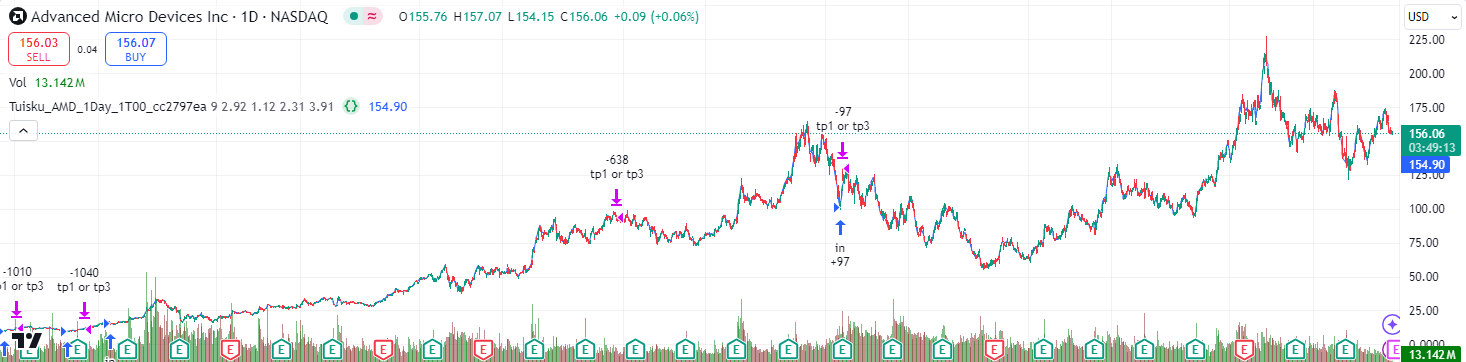 Advanced Micro Devices Inc · 1D · NASDAQ O155.76 H157.07 L154.15 C156.06 +0.09 (+0.06%) USD
156.03 0.04 156.07
SELL BUY
Vol 13.142 M
Tuisku_AMD_1Day_1T00_cc2797ea 9 2.92 1.12 2.31 3.91 {} 154.90
225.00
200.00
175.00
156.06
03:49:13
154.90
125.00
100.00
75.00
50.00
25.00
0.0000
13.142 M
-97
tp1 or tp3
-638
tp1 or tp3
in
+97
-1010
p1 or tp3
-1040
tp1 or tp3
E E E E E E E E E E E E E E E E E E E E E E E E E E E